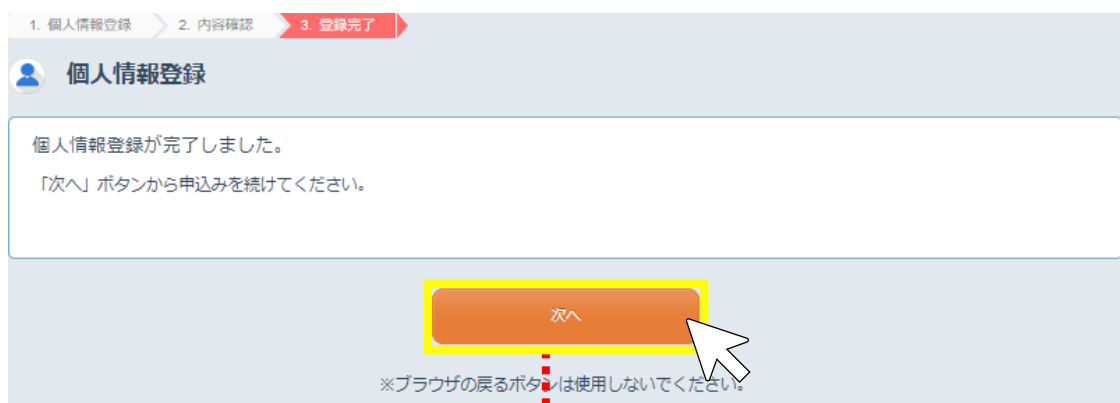 1. 個人情報登録 2. 内容確認 3. 登録完了
個人情報登録
個人情報登録が完了しました。
「次へ」ボタンから申込みを続けてください。
次へ
※ブラウザの戻るボタンは使用しないでください。